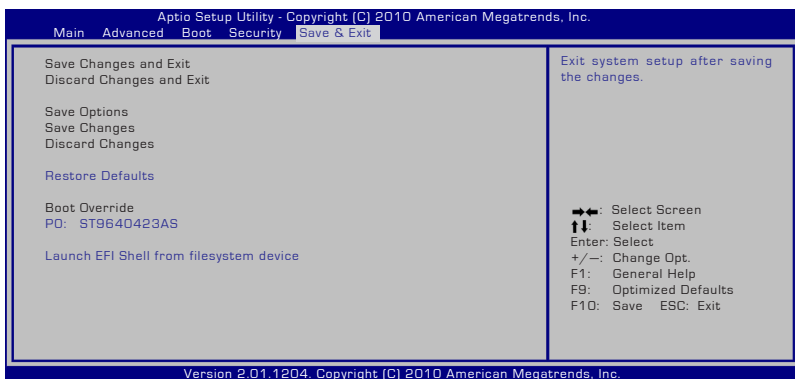 Aptio Setup Utility - Copyright (C) 2010 American Megatrends, Inc.
Main Advanced Boot Security Save & Exit
Save Changes and Exit
Discard Changes and Exit
Save Options
Save Changes
Discard Changes
Restore Defaults
Boot Override
P0: ST9640423AS
Launch EFI Shell from filesystem device
Exit system setup after saving
the changes.
→←: Select Screen
↑↓: Select Item
Enter: Select
+/—: Change Opt.
F1: General Help
F9: Optimized Defaults
F10: Save ESC: Exit
Version 2.01.1204. Copyright (C) 2010 American Megatrends, Inc.